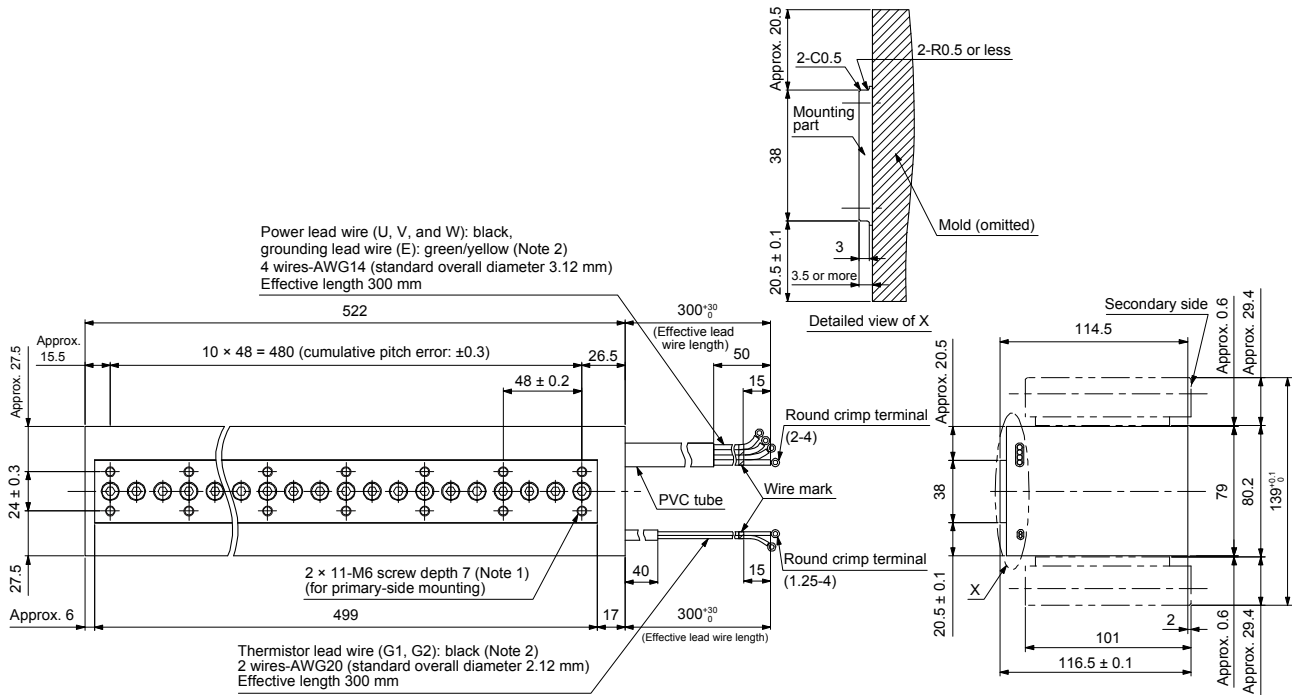 Approx. 20.5
2-C0.5
2-R0.5 or less
Mounting
part
38
Mold (omitted)
3
3.5 or more
20.5 ± 0.1
Detailed view of X
Power lead wire (U, V, and W): black,
grounding lead wire (E): green/yellow (Note 2)
4 wires-AWG14 (standard overall diameter 3.12 mm)
Effective length 300 mm
522
300 +30 0
(Effective lead
wire length)
Approx.
15.5
10 × 48 = 480 (cumulative pitch error: ±0.3)
26.5
50
48 ± 0.2
15
Approx. 27.5
24 ± 0.3
27.5
Round crimp terminal
(2-4)
PVC tube
Wire mark
Round crimp terminal
(1.25-4)
2 × 11-M6 screw depth 7 (Note 1)
(for primary-side mounting)
40
15
Approx. 6
499
17
300 +30 0
(Effective lead wire length)
Thermistor lead wire (G1, G2): black (Note 2)
2 wires-AWG20 (standard overall diameter 2.12 mm)
Effective length 300 mm
Secondary side
114.5
Approx. 20.5
Approx. 0.6
Approx. 29.4
38
79
80.2
139 +0.1 0
20.5 ± 0.1
X
2
101
116.5 ± 0.1
Approx. 0.6
Approx. 29.4